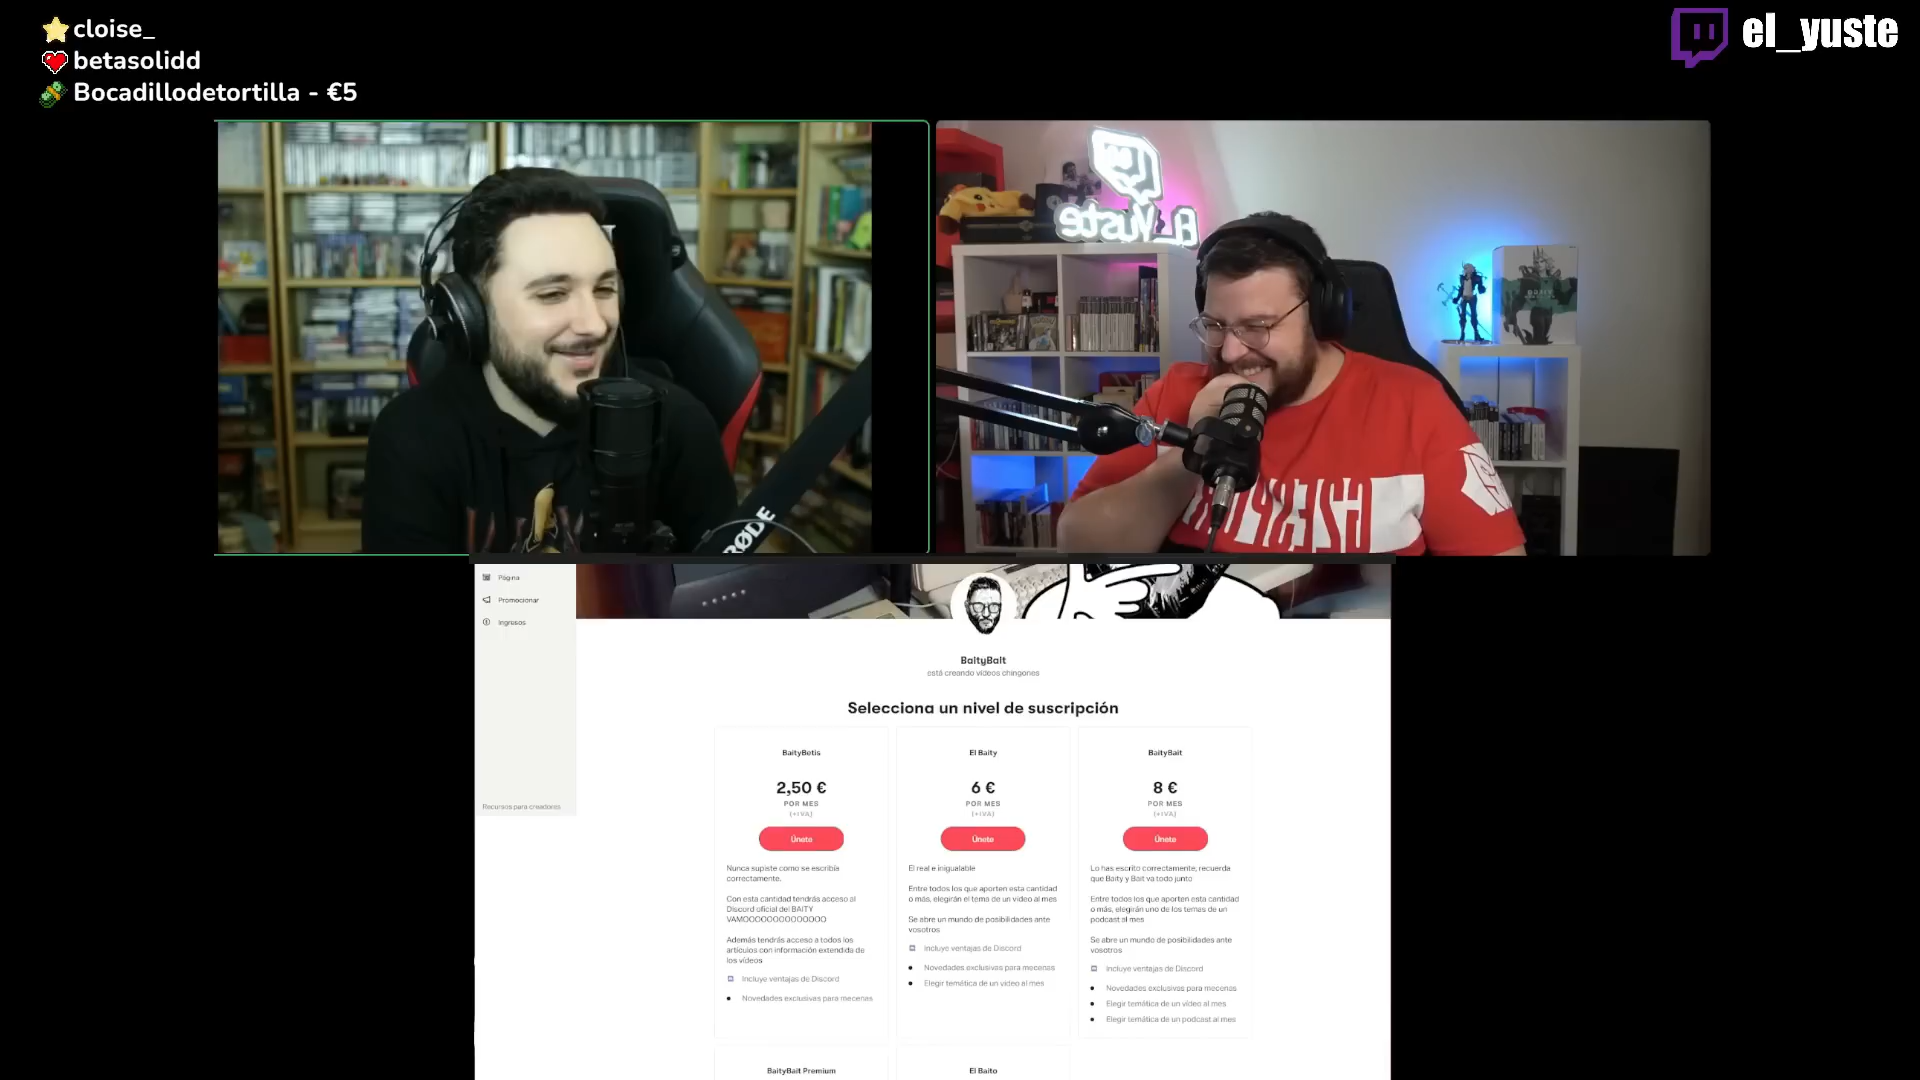 cloise_
betasolidd
Bocadillodetortilla - €5
el_yuste
El_Yuste
RØDE
Página
Promocionar
Ingresos
Recursos para creadores
BaityBait
está creando vídeos chingones
Selecciona un nivel de suscripción
BaityBetis
2,50 €
POR MES
(+IVA)
Únete
Nunca supiste como se escribía
correctamente.
Con esta cantidad tendrás acceso al
Discord oficial del BAITY
VAMOOOOOOOOOOOOO
Además tendrás acceso a todos los
artículos con información extendida de
los vídeos
Incluye ventajas de Discord
Novedades exclusivas para mecenas
El Baity
6 €
POR MES
(+IVA)
Únete
El real e inigualable
Entre todos los que aporten esta cantidad
o más, elegirán el tema de un vídeo al mes
Se abre un mundo de posibilidades ante
vosotros
Incluye ventajas de Discord
Novedades exclusivas para mecenas
Elegir temática de un vídeo al mes
BaityBait
8 €
POR MES
(+IVA)
Únete
Lo has escrito correctamente, recuerda
que Baity y Bait va todo junto
Entre todos los que aporten esta cantidad
o más, elegirán uno de los temas de un
podcast al mes
Se abre un mundo de posibilidades ante
vosotros
Incluye ventajas de Discord
Novedades exclusivas para mecenas
Elegir temática de un vídeo al mes
Elegir temática de un podcast al mes
BaityBait Premium
El Baito